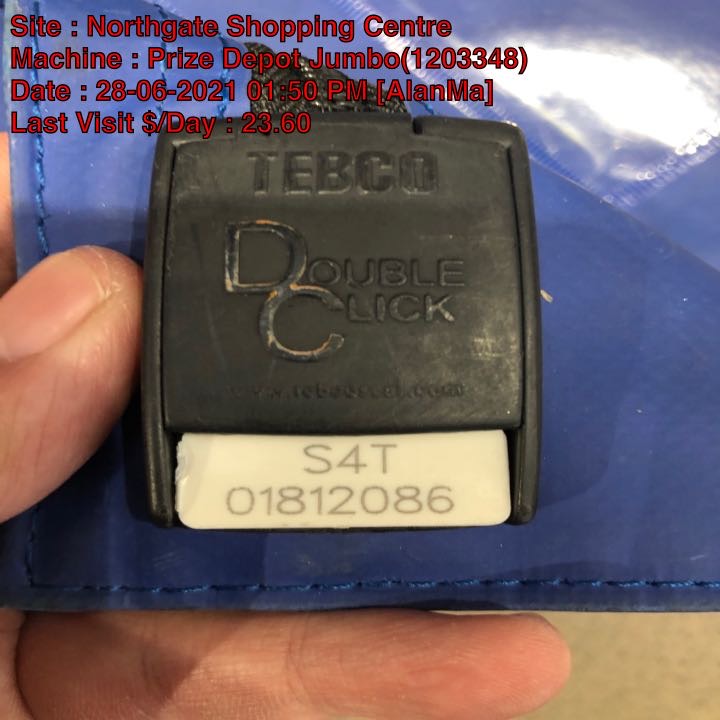 Site : Northgate Shopping Centre
Machine : Prize Depot Jumbo(1203348)
Date : 28-06-2021 01:50 PM [AlanMa]
Last Visit $/Day : 23.60
TEBCO
DOUBLE
CLICK
S4T
01812086